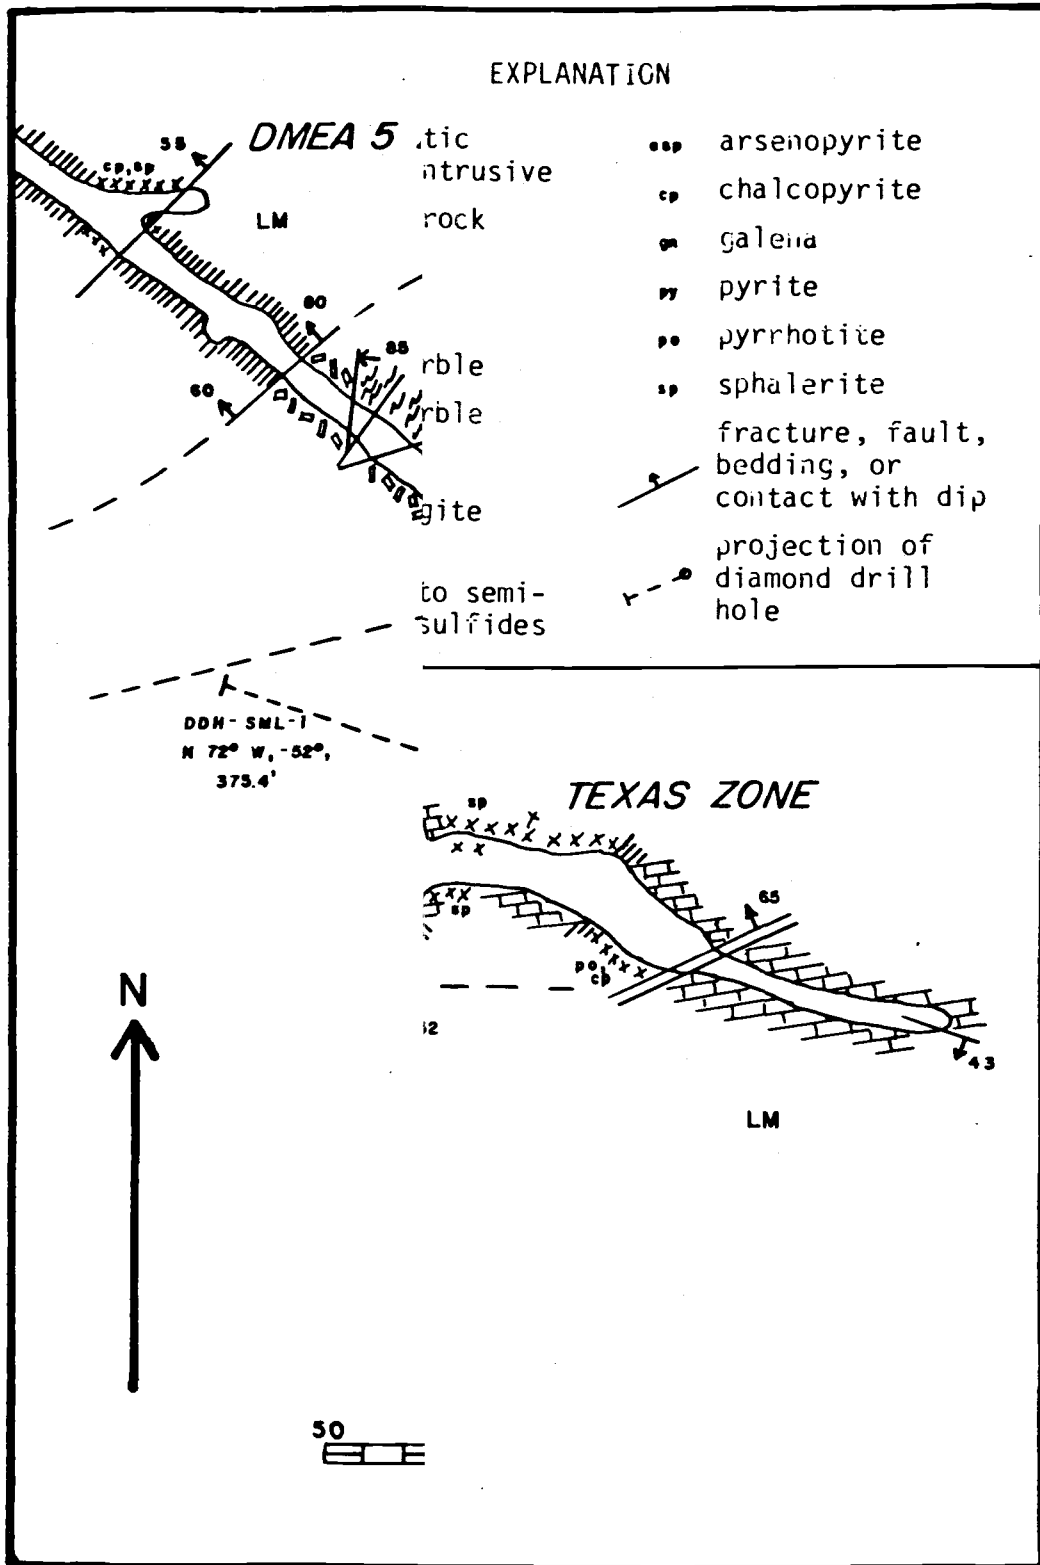 EXPLANATION
DMEA 5
tic
ntrusive
rock
rble
rble
gite
to semi-
sulfides
asp arsenopyrite
cp chalcopyrite
gn galena
py pyrite
po pyrrhotite
sp sphalerite
fracture, fault,
bedding, or
contact with dip
projection of
diamond drill
hole
55
cp, sp
LM
60
85
60
DDH-SML-1
N 72° W, -52°,
375.4'
TEXAS ZONE
sp
sp
65
po,
cp
43
LM
N
50